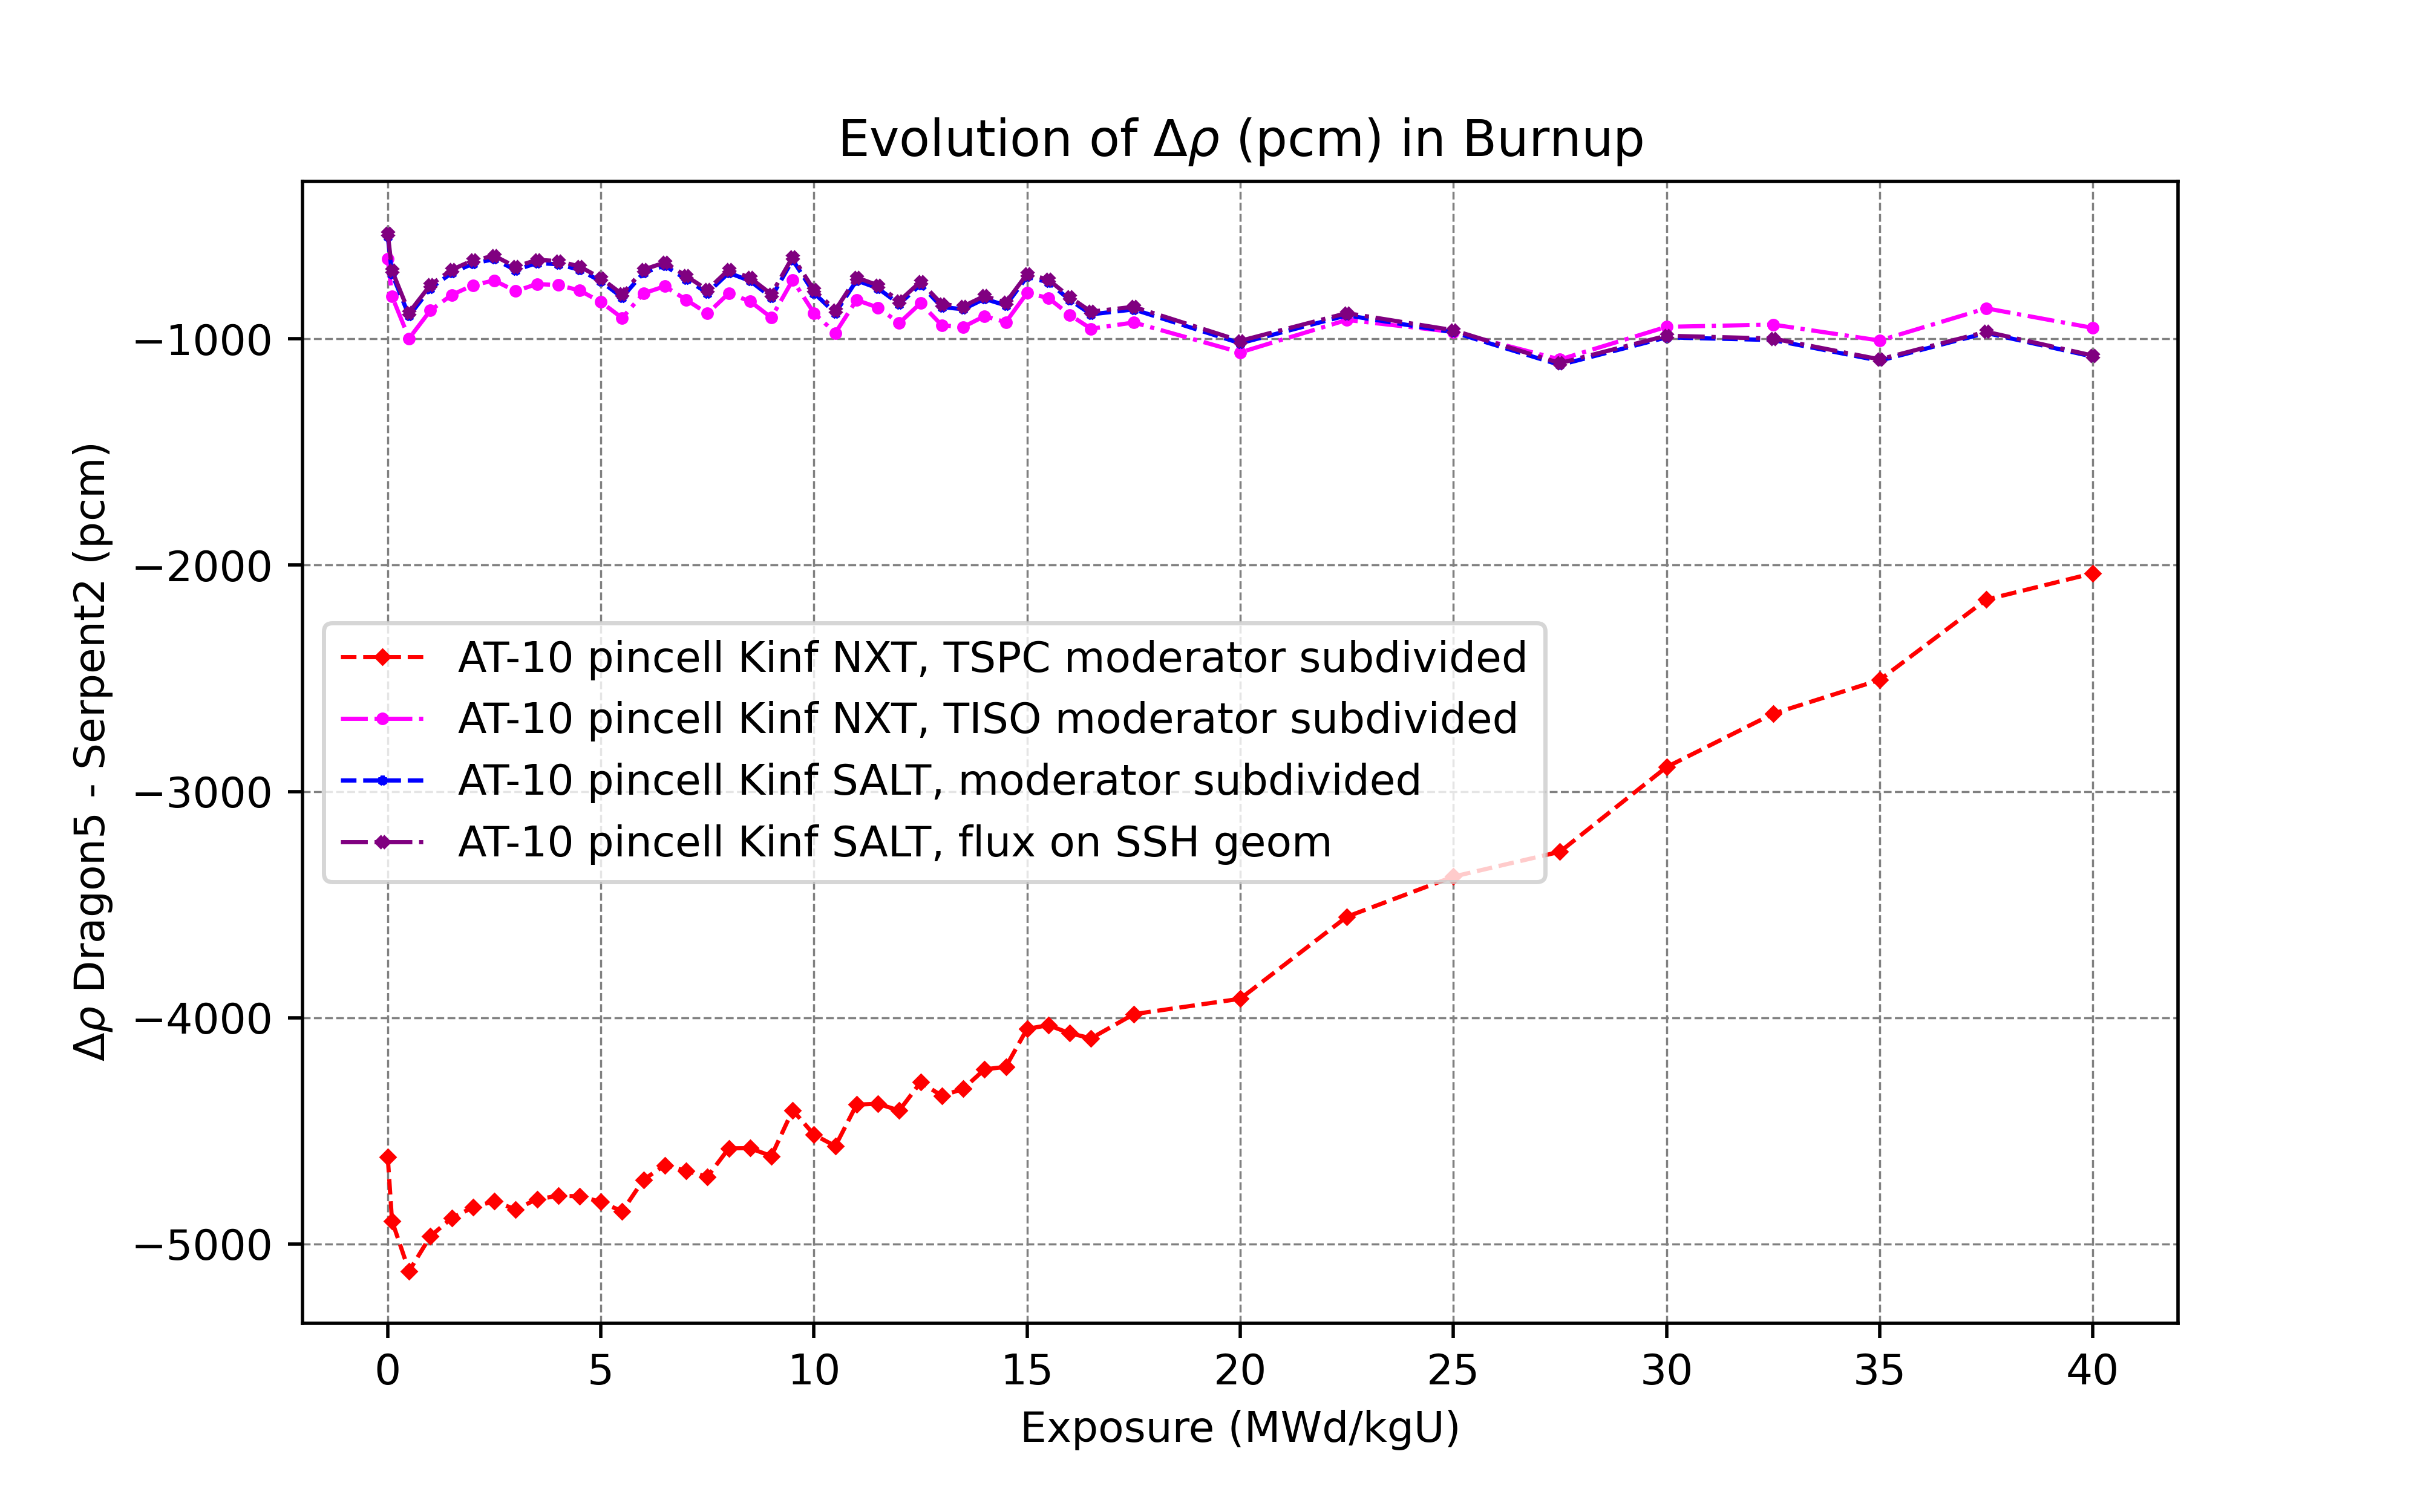 Evolution of Δρ (pcm) in Burnup
Δρ Dragon5 - Serpent2 (pcm)
−1000
−2000
−3000
−4000
−5000
AT-10 pincell Kinf NXT, TSPC moderator subdivided
AT-10 pincell Kinf NXT, TISO moderator subdivided
AT-10 pincell Kinf SALT, moderator subdivided
AT-10 pincell Kinf SALT, flux on SSH geom
0 5 10 15 20 25 30 35 40
Exposure (MWd/kgU)